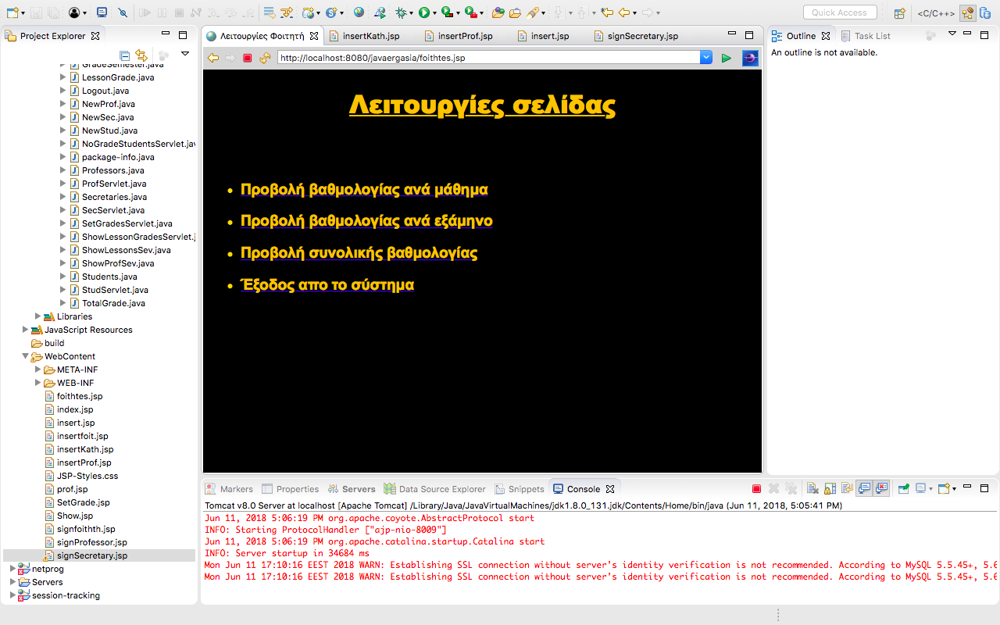 Quick Access
<C/C++>
Project Explorer
Λειτουργίες Φοιτητή
insertKath.jsp
insertProf.jsp
insert.jsp
signSecretary.jsp
Outline
Task List
http://localhost:8080/javaergasia/foithtes.jsp
An outline is not available.
GradeSemester.java
LessonGrade.java
Logout.java
NewProf.java
NewSec.java
NewStud.java
NoGradeStudentsServlet.jav
package-info.java
Professors.java
ProfServlet.java
Secretaries.java
SecServlet.java
SetGradesServlet.java
ShowLessonGradesServlet.j
ShowLessonsSev.java
ShowProfSev.java
Students.java
StudServlet.java
TotalGrade.java
Libraries
JavaScript Resources
build
WebContent
META-INF
WEB-INF
foithtes.jsp
index.jsp
insert.jsp
insertfoit.jsp
insertKath.jsp
insertProf.jsp
JSP-Styles.css
prof.jsp
SetGrade.jsp
Show.jsp
signfoithth.jsp
signProfessor.jsp
signSecretary.jsp
netprog
Servers
session-tracking
Λειτουργίες σελίδας
Προβολή βαθμολογίας ανά μάθημα
Προβολή βαθμολογίας ανά εξάμηνο
Προβολή συνολικής βαθμολογίας
Έξοδος απο το σύστημα
Markers
Properties
Servers
Data Source Explorer
Snippets
Console
Tomcat v8.0 Server at localhost [Apache Tomcat] /Library/Java/JavaVirtualMachines/jdk1.8.0_131.jdk/Contents/Home/bin/java (Jun 11, 2018, 5:05:41 PM)
Jun 11, 2018 5:06:19 PM org.apache.coyote.AbstractProtocol start
INFO: Starting ProtocolHandler ["ajp-nio-8009"]
Jun 11, 2018 5:06:19 PM org.apache.catalina.startup.Catalina start
INFO: Server startup in 34684 ms
Mon Jun 11 17:10:16 EEST 2018 WARN: Establishing SSL connection without server's identity verification is not recommended. According to MySQL 5.5.45+, 5.6
Mon Jun 11 17:10:16 EEST 2018 WARN: Establishing SSL connection without server's identity verification is not recommended. According to MySQL 5.5.45+, 5.6